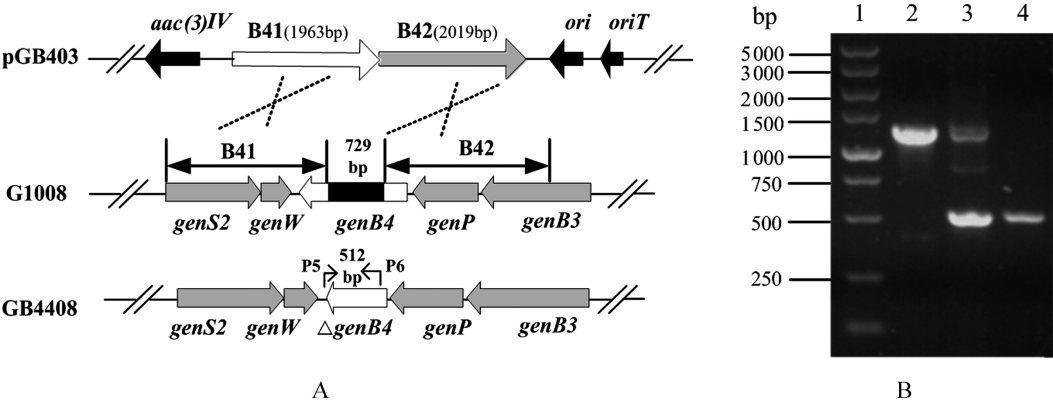 aac(3)IV B41(1963bp) B42(2019bp) ori oriT
pGB403
B41 729 bp B42
G1008
genS2 genW genB4 genP genB3
P5 512 bp P6
GB4408
genS2 genW △genB4 genP genB3
A
bp 1 2 3 4
5000
3000
2000
1500
1000
750
500
250
B